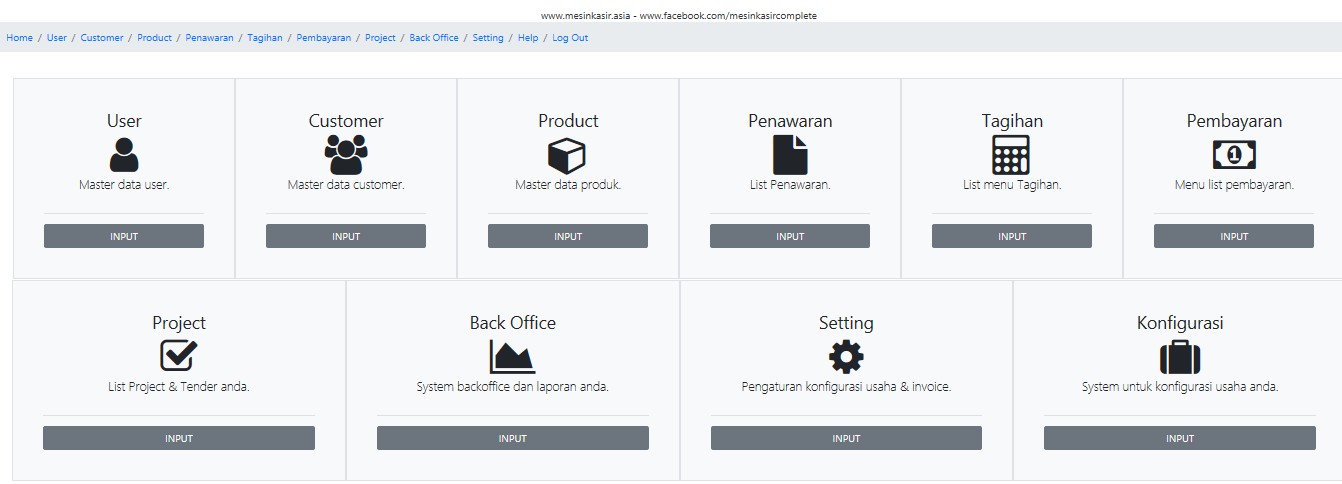 www.mesinkasir.asia - www.facebook.com/mesinkasircomplete
Home / User / Customer / Product / Penawaran / Tagihan / Pembayaran / Project / Back Office / Setting / Help / Log Out
User
Master data user.
INPUT
Customer
Master data customer.
INPUT
Product
Master data produk.
INPUT
Penawaran
List Penawaran.
INPUT
Tagihan
List menu Tagihan.
INPUT
Pembayaran
1
Menu list pembayaran.
INPUT
Project
List Project & Tender anda.
INPUT
Back Office
System backoffice dan laporan anda.
INPUT
Setting
Pengaturan konfigurasi usaha & invoice.
INPUT
Konfigurasi
System untuk konfigurasi usaha anda.
INPUT